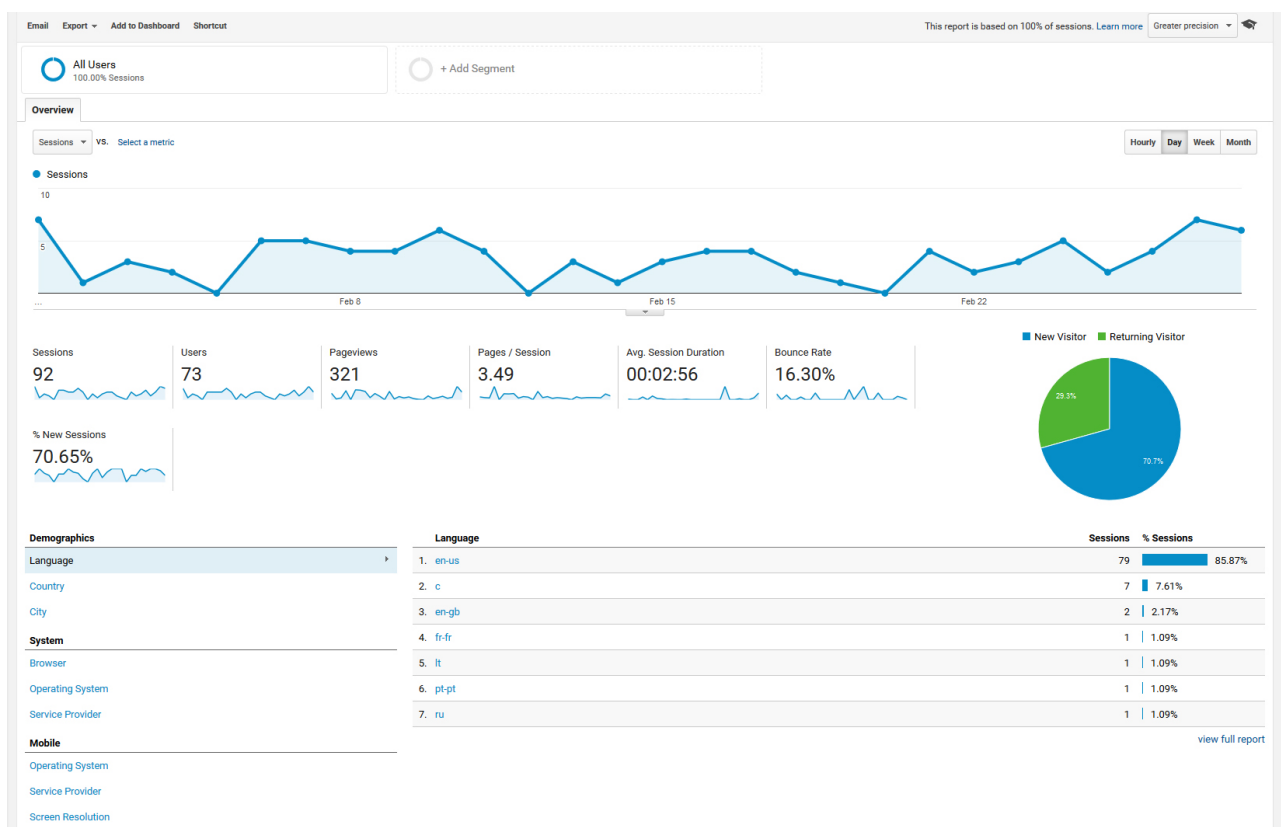 Email Export Add to Dashboard Shortcut This report is based on 100% of sessions. Learn more Greater precision
All Users
100.00% Sessions
+ Add Segment
Overview
Sessions VS. Select a metric Hourly Day Week Month
Sessions
10
5
... Feb 8 Feb 15 Feb 22
New Visitor Returning Visitor
Sessions Users Pageviews Pages / Session Avg. Session Duration Bounce Rate
92 73 321 3.49 00:02:56 16.30%
29.3%
70.7%
% New Sessions
70.65%
Demographics Language Sessions % Sessions
Language 1. en-us 79 85.87%
Country 2. c 7 7.61%
City 3. en-gb 2 2.17%
System 4. fr-fr 1 1.09%
Browser 5. lt 1 1.09%
Operating System 6. pt-pt 1 1.09%
Service Provider 7. ru 1 1.09%
Mobile view full report
Operating System
Service Provider
Screen Resolution